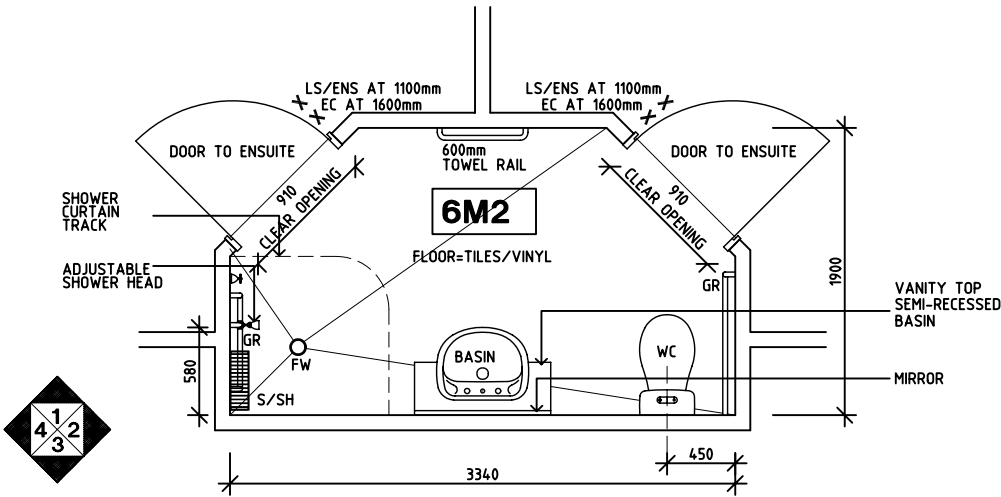 LS/ENS AT 1100mm
EC AT 1600mm
LS/ENS AT 1100mm
EC AT 1600mm
DOOR TO ENSUITE
600mm
TOWEL RAIL
DOOR TO ENSUITE
910
CLEAR OPENING
910
CLEAR OPENING
SHOWER
CURTAIN
TRACK
6M2
FLOOR=TILES/VINYL
ADJUSTABLE
SHOWER HEAD
GR
1900
VANITY TOP
SEMI-RECESSED
BASIN
GR
FW
BASIN
WC
580
MIRROR
S/SH
1
4 2
3
450
3340